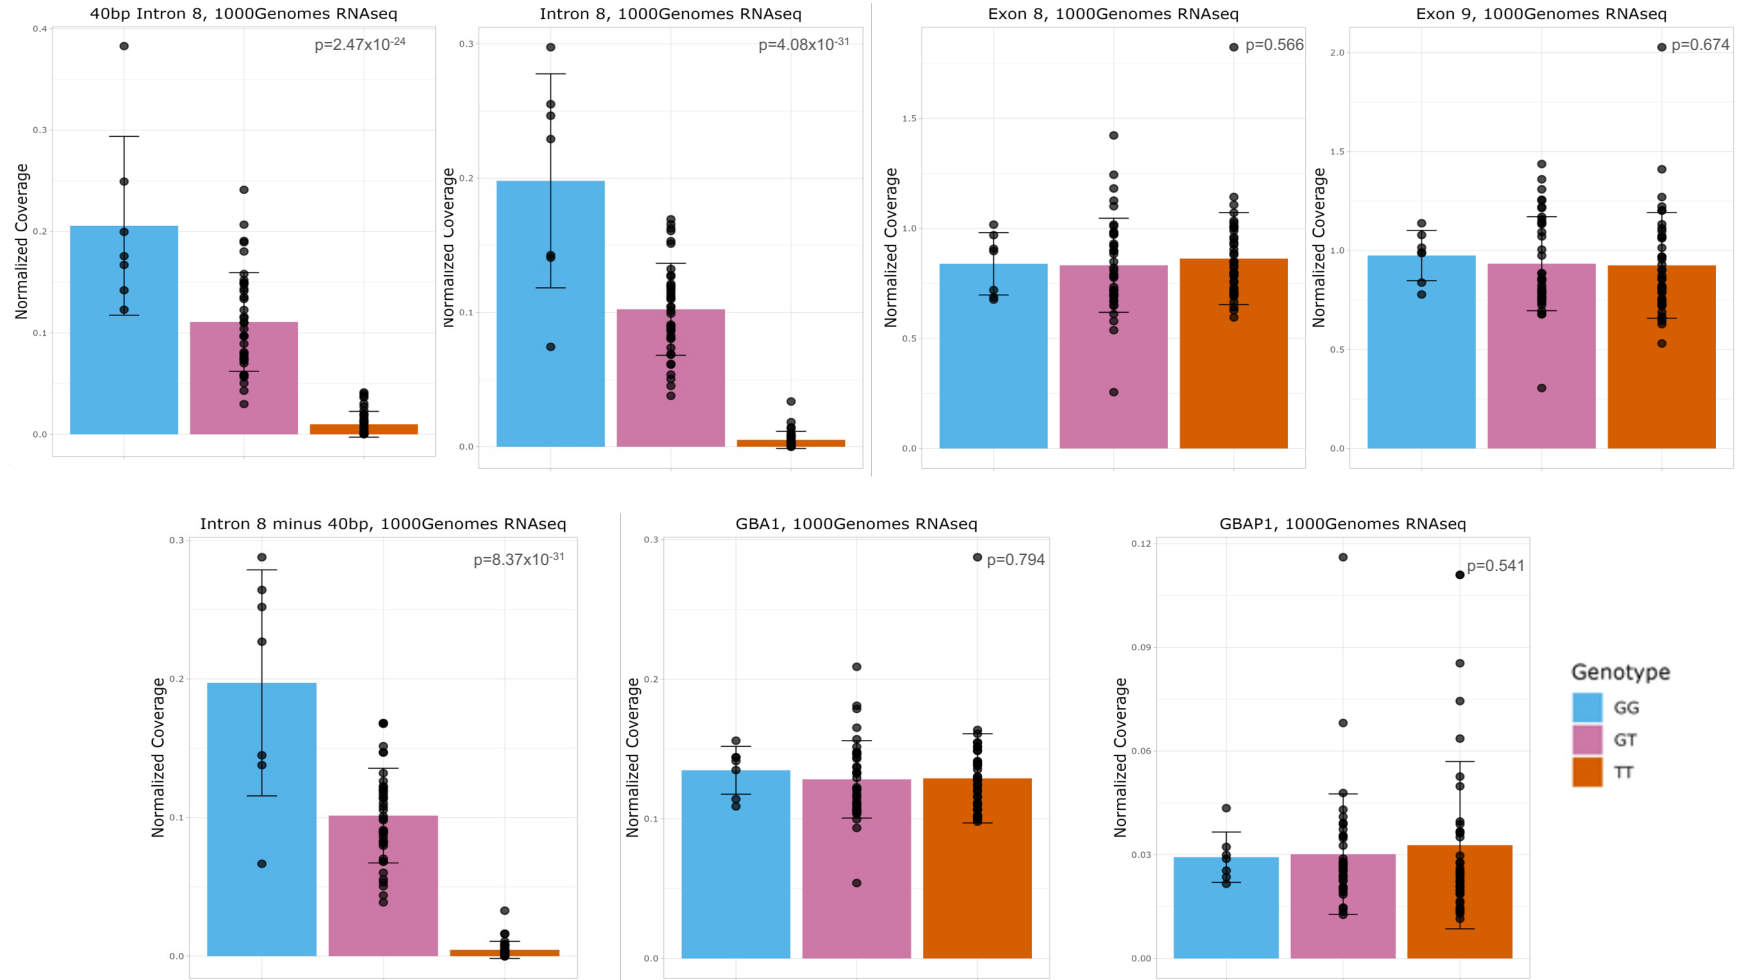 40bp Intron 8, 1000Genomes RNAseq
p=2.47x10-24
Normalized Coverage
0.4
0.3
0.2
0.1
0.0
Intron 8, 1000Genomes RNAseq
p=4.08x10-31
Normalized Coverage
0.3
0.2
0.1
0.0
Exon 8, 1000Genomes RNAseq
p=0.566
Normalized Coverage
1.5
1.0
0.5
0.0
Exon 9, 1000Genomes RNAseq
p=0.674
Normalized Coverage
2.0
1.5
1.0
0.5
0.0
Intron 8 minus 40bp, 1000Genomes RNAseq
p=8.37x10-31
Normalized Coverage
0.3
0.2
0.1
0.0
GBA1, 1000Genomes RNAseq
p=0.794
Normalized Coverage
0.3
0.2
0.1
0.0
GBAP1, 1000Genomes RNAseq
p=0.541
Normalized Coverage
0.12
0.09
0.06
0.03
0.00
Genotype
GG
GT
TT